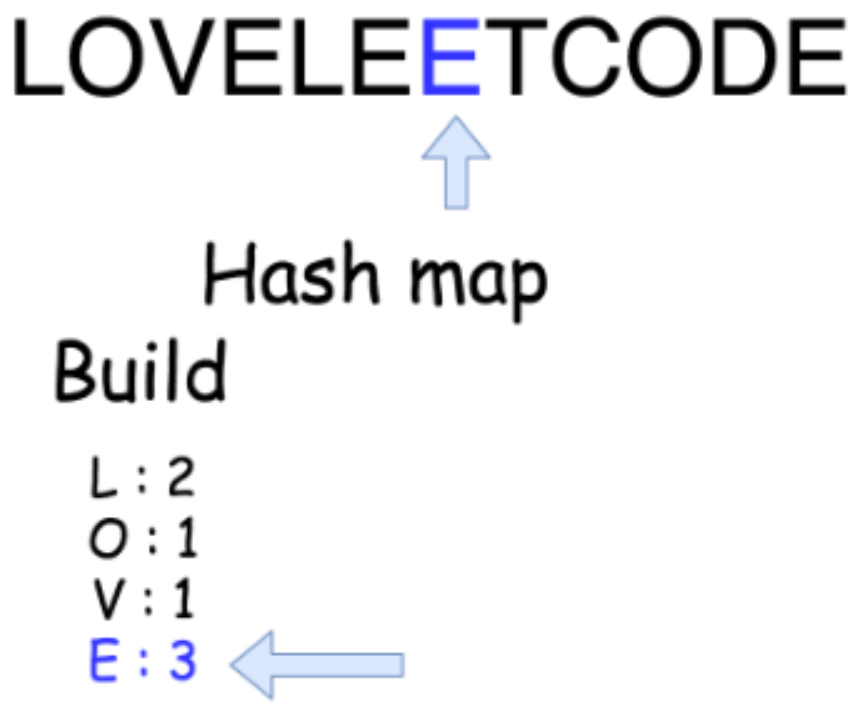 LOVELEETCODE
Hash map
Build
L : 2
O : 1
V : 1
E : 3